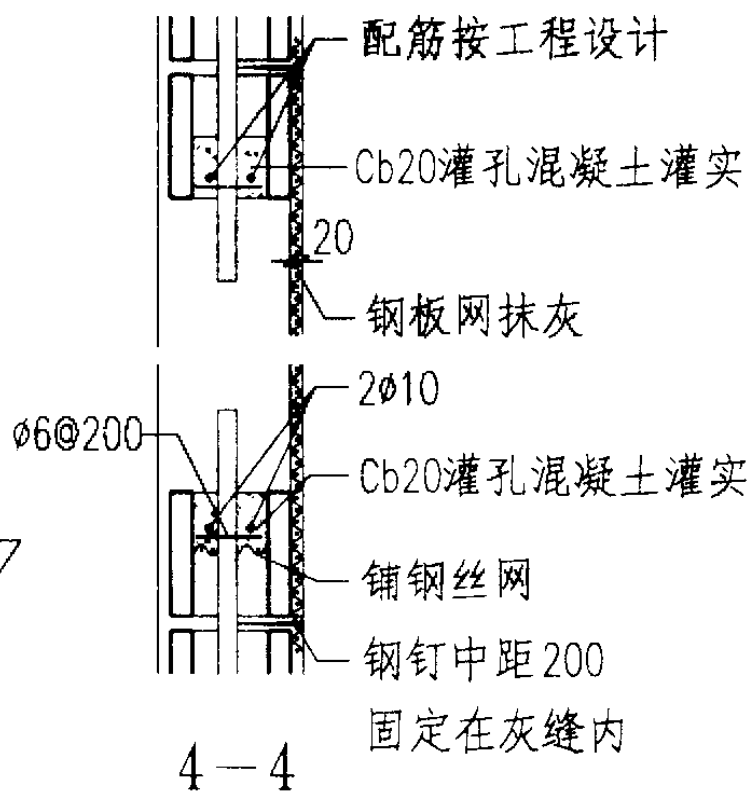 配筋按工程设计
Cb20灌孔混凝土灌实
20
钢板网抹灰
2ø10
ø6@200
Cb20灌孔混凝土灌实
铺钢丝网
钢钉中距200
固定在灰缝内
4—4